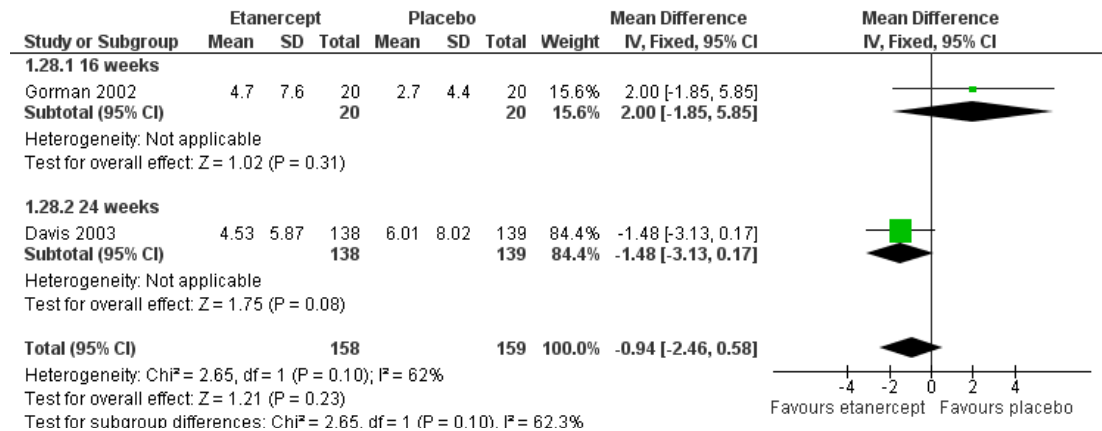 Etanercept Placebo Mean Difference Mean Difference
Study or Subgroup Mean SD Total Mean SD Total Weight IV, Fixed, 95% CI IV, Fixed, 95% CI
1.28.1 16 weeks
Gorman 2002 4.7 7.6 20 2.7 4.4 20 15.6% 2.00 [-1.85, 5.85]
Subtotal (95% CI) 20 20 15.6% 2.00 [-1.85, 5.85]
Heterogeneity: Not applicable
Test for overall effect: Z = 1.02 (P = 0.31)
1.28.2 24 weeks
Davis 2003 4.53 5.87 138 6.01 8.02 139 84.4% -1.48 [-3.13, 0.17]
Subtotal (95% CI) 138 139 84.4% -1.48 [-3.13, 0.17]
Heterogeneity: Not applicable
Test for overall effect: Z = 1.75 (P = 0.08)
Total (95% CI) 158 159 100.0% -0.94 [-2.46, 0.58]
Heterogeneity: Chi² = 2.65, df = 1 (P = 0.10); I² = 62%
Test for overall effect: Z = 1.21 (P = 0.23)
Test for subgroup differences: Chi² = 2.65, df = 1 (P = 0.10), I² = 62.3%
-4 -2 0 2 4
Favours etanercept Favours placebo